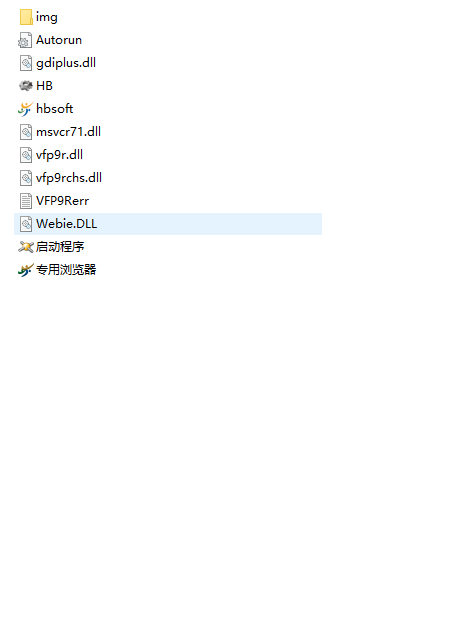 img
Autorun
gdiplus.dll
HB
hbsoft
msvcr71.dll
vfp9r.dll
vfp9rchs.dll
VFP9Rerr
Webie.DLL
启动程序
专用浏览器